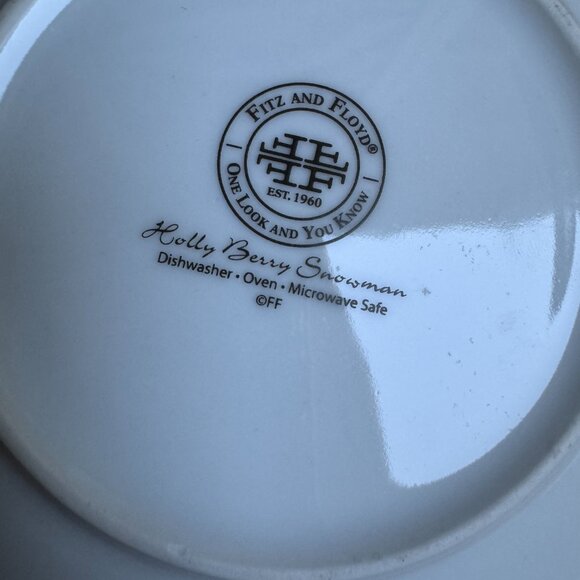 FITZ AND FLOYD®
EST. 1960
ONE LOOK AND YOU KNOW
Holly Berry Snowman
Dishwasher • Oven • Microwave Safe
©FF